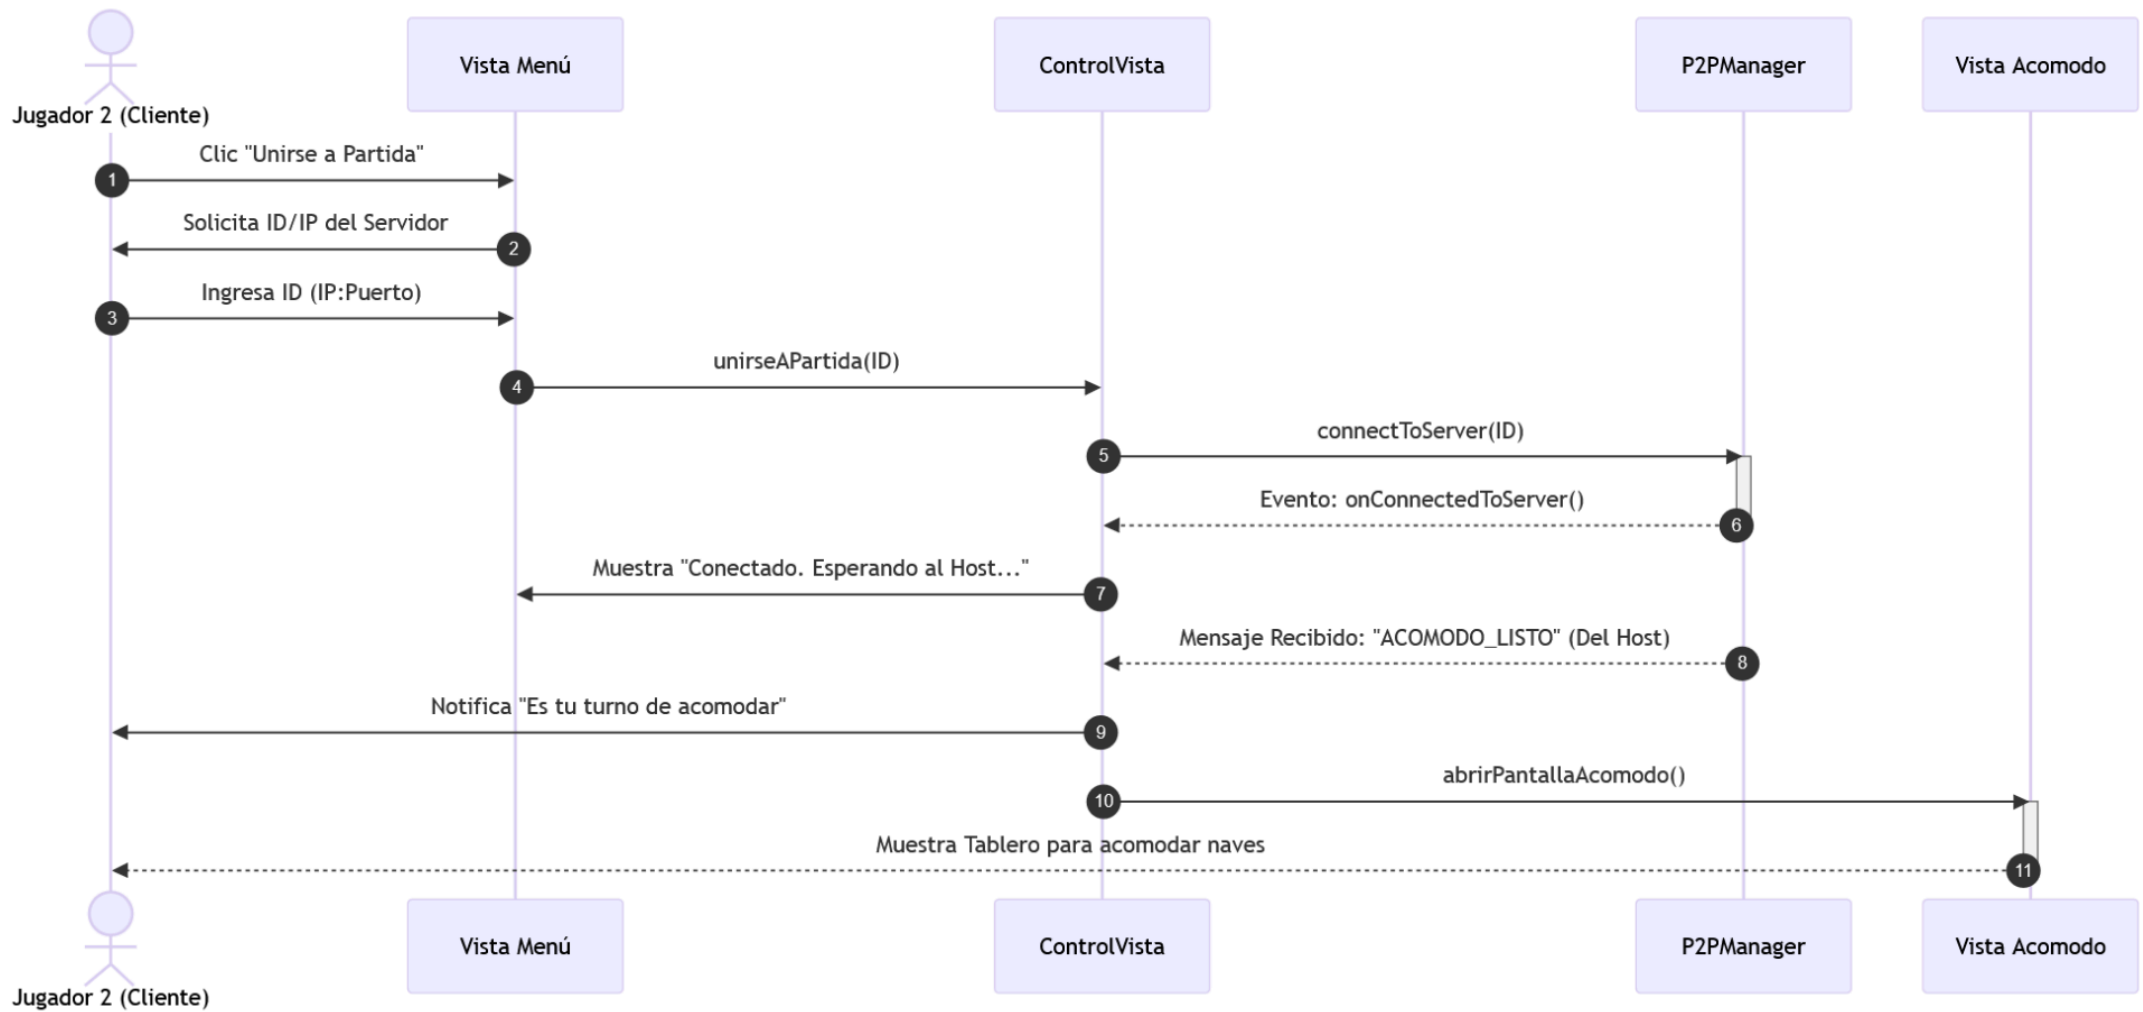 Vista Menú
ControlVista
P2PManager
Vista Acomodo
Jugador 2 (Cliente)
Clic "Unirse a Partida"
1
Solicita ID/IP del Servidor
2
Ingresa ID (IP:Puerto)
3
unirseAPartida(ID)
4
connectToServer(ID)
5
Evento: onConnectedToServer()
6
Muestra "Conectado. Esperando al Host..."
7
Mensaje Recibido: "ACOMODO_LISTO" (Del Host)
8
Notifica "Es tu turno de acomodar"
9
abrirPantallaAcomodo()
10
Muestra Tablero para acomodar naves
11
Vista Menú
ControlVista
P2PManager
Vista Acomodo
Jugador 2 (Cliente)